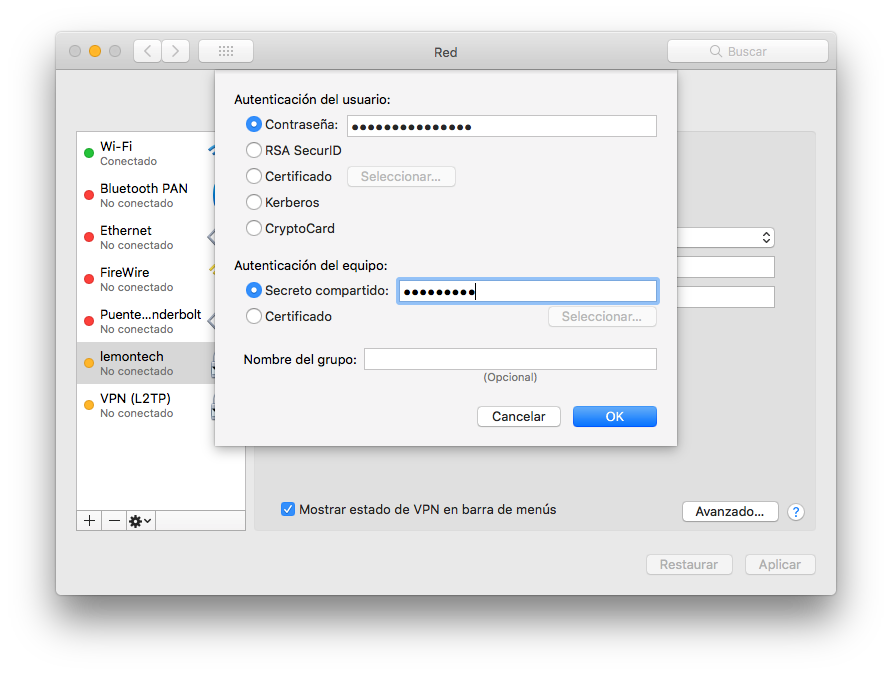 Red
Buscar
Autenticación del usuario:
Contraseña: ●●●●●●●●●●●●●●●
RSA SecurID
Certificado Seleccionar...
Kerberos
CryptoCard
Autenticación del equipo:
Secreto compartido: ●●●●●●●●●
Certificado Seleccionar...
Nombre del grupo:
(Opcional)
Cancelar OK
Wi-Fi
Conectado
Bluetooth PAN
No conectado
Ethernet
No conectado
FireWire
No conectado
Puente...nderbolt
No conectado
lemontech
No conectado
VPN (L2TP)
No conectado
Mostrar estado de VPN en barra de menús
Avanzado... ?
Restaurar Aplicar